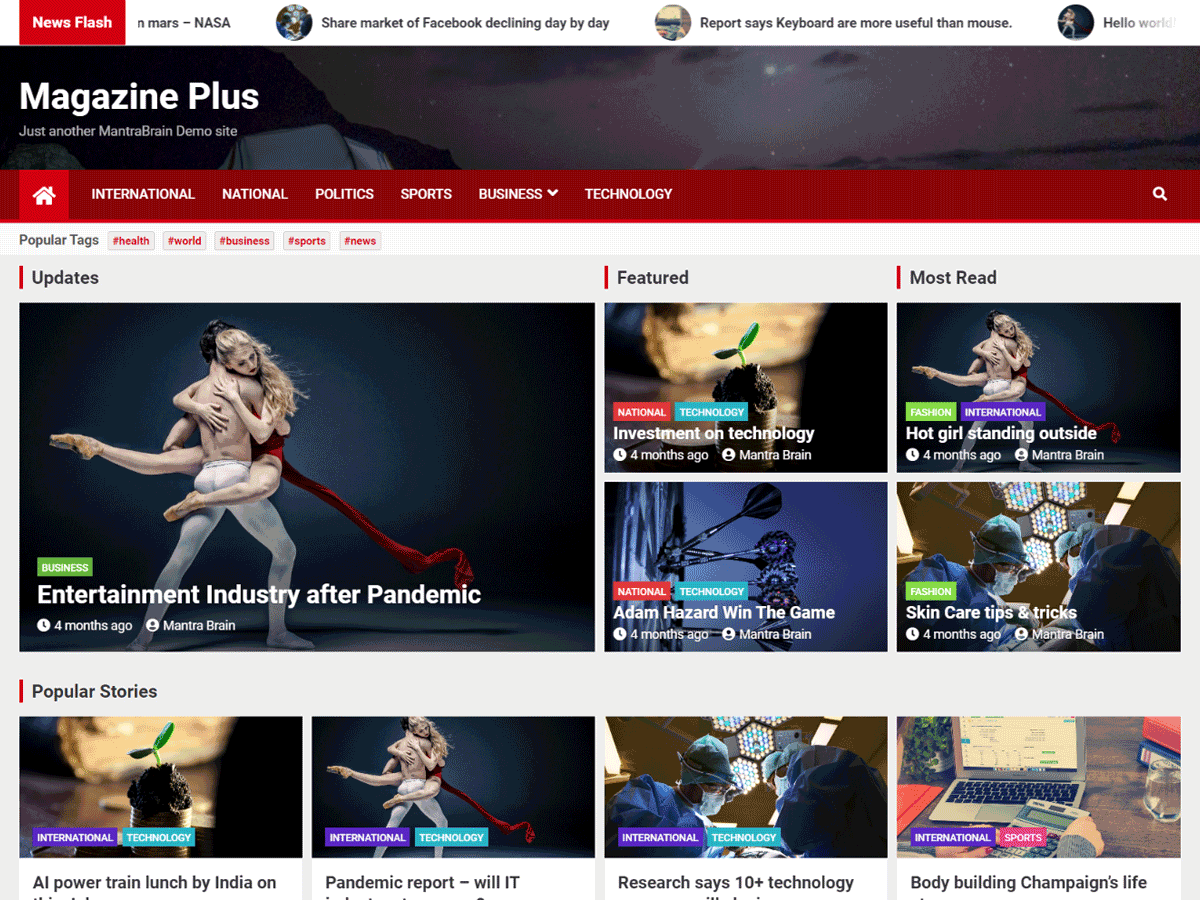 News Flash
n mars – NASA
Share market of Facebook declining day by day
Report says Keyboard are more useful than mouse.
Hello world!
Magazine Plus
Just another MantraBrain Demo site
INTERNATIONAL NATIONAL POLITICS SPORTS BUSINESS TECHNOLOGY
Popular Tags #health #world #business #sports #news
Updates
BUSINESS
Entertainment Industry after Pandemic
4 months ago Mantra Brain
Featured
NATIONAL TECHNOLOGY
Investment on technology
4 months ago Mantra Brain
NATIONAL TECHNOLOGY
Adam Hazard Win The Game
4 months ago Mantra Brain
Most Read
FASHION INTERNATIONAL
Hot girl standing outside
4 months ago Mantra Brain
FASHION
Skin Care tips & tricks
4 months ago Mantra Brain
Popular Stories
INTERNATIONAL TECHNOLOGY
AI power train lunch by India on
INTERNATIONAL TECHNOLOGY
Pandemic report – will IT
INTERNATIONAL TECHNOLOGY
Research says 10+ technology
INTERNATIONAL SPORTS
Body building Champaign's life